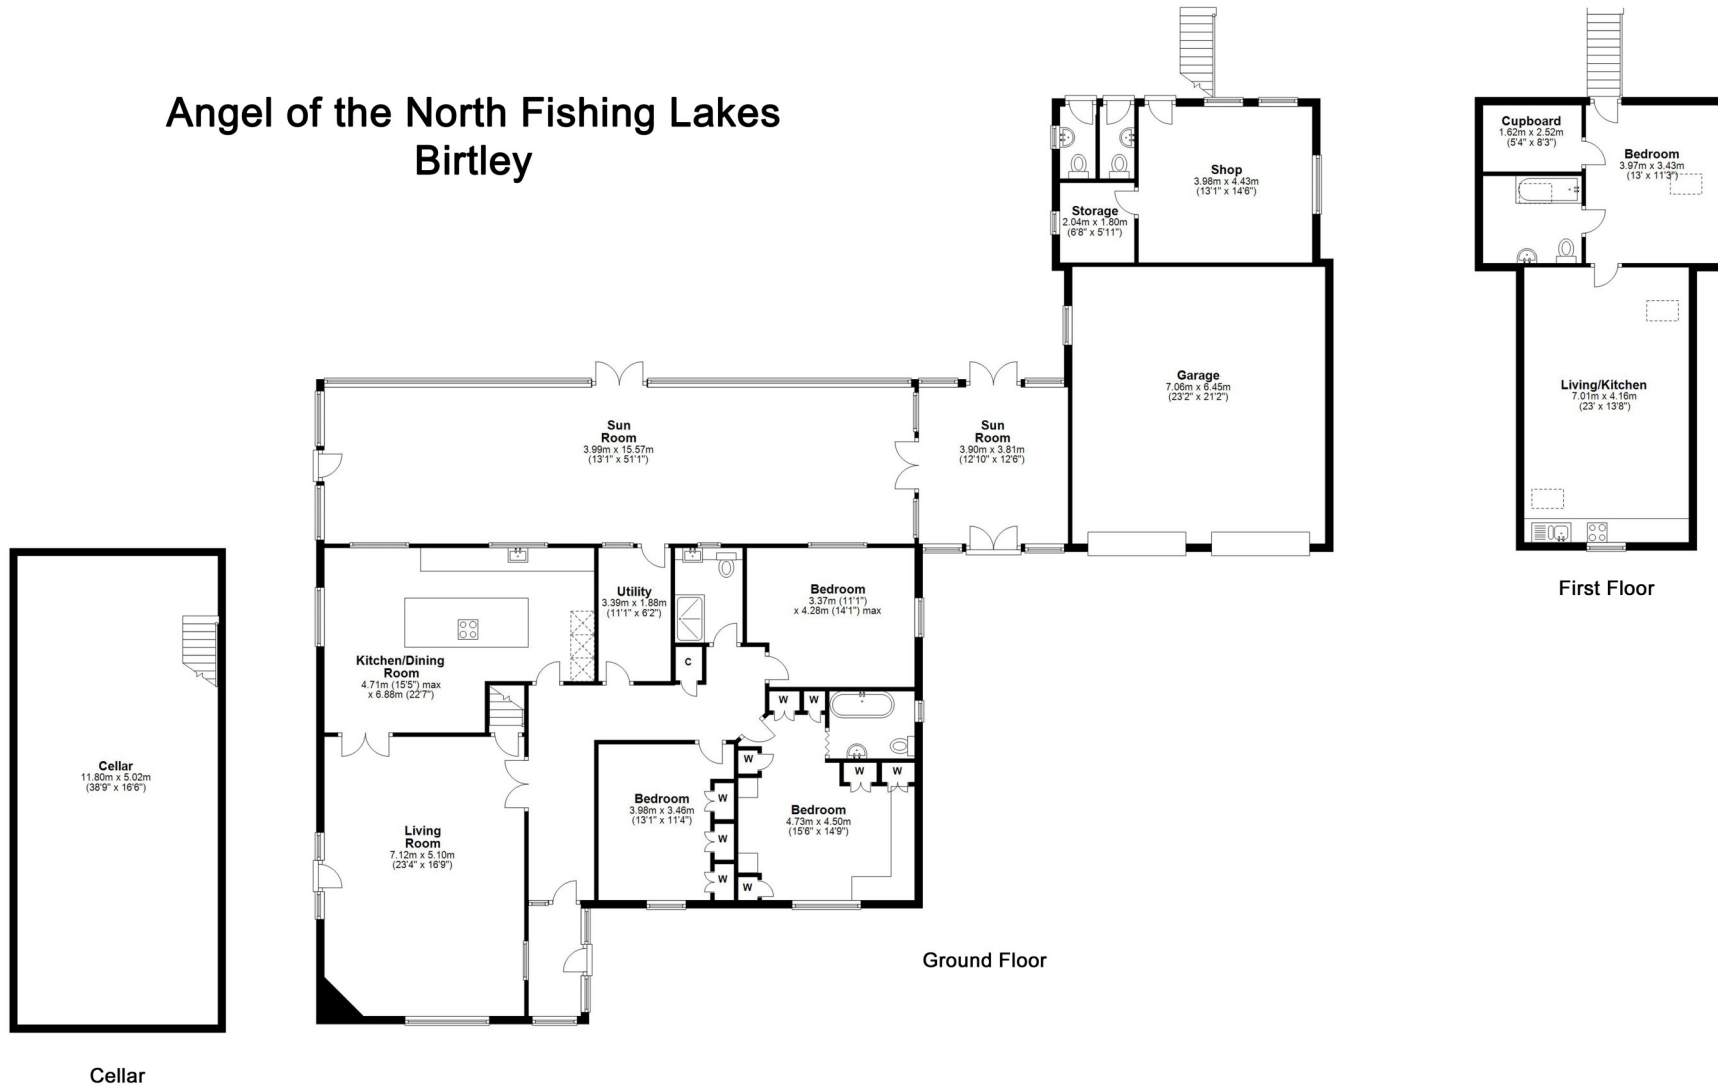 Angel of the North Fishing Lakes
Birtley
Cellar
11.80m x 5.02m
(38'9" x 16'6")
Cellar
Sun
Room
3.99m x 15.57m
(13'1" x 51'1")
Sun
Room
3.90m x 3.81m
(12'10" x 12'6")
Storage
2.04m x 1.80m
(6'8" x 5'11")
Shop
3.98m x 4.43m
(13'1" x 14'6")
Garage
7.06m x 6.45m
(23'2" x 21'2")
Kitchen/Dining
Room
4.71m (15'5") max
x 6.88m (22'7")
Utility
3.39m x 1.88m
(11'1" x 6'2")
C
Bedroom
3.37m (11'1")
x 4.28m (14'1") max
W
W
W
W
W
Living
Room
7.12m x 5.10m
(23'4" x 16'9")
Bedroom
3.98m x 3.46m
(13'1" x 11'4")
W
W
W
Bedroom
4.73m x 4.50m
(15'6" x 14'9")
W
Ground Floor
Cupboard
1.62m x 2.52m
(5'4" x 8'3")
Bedroom
3.97m x 3.43m
(13' x 11'3")
Living/Kitchen
7.01m x 4.16m
(23' x 13'8")
First Floor